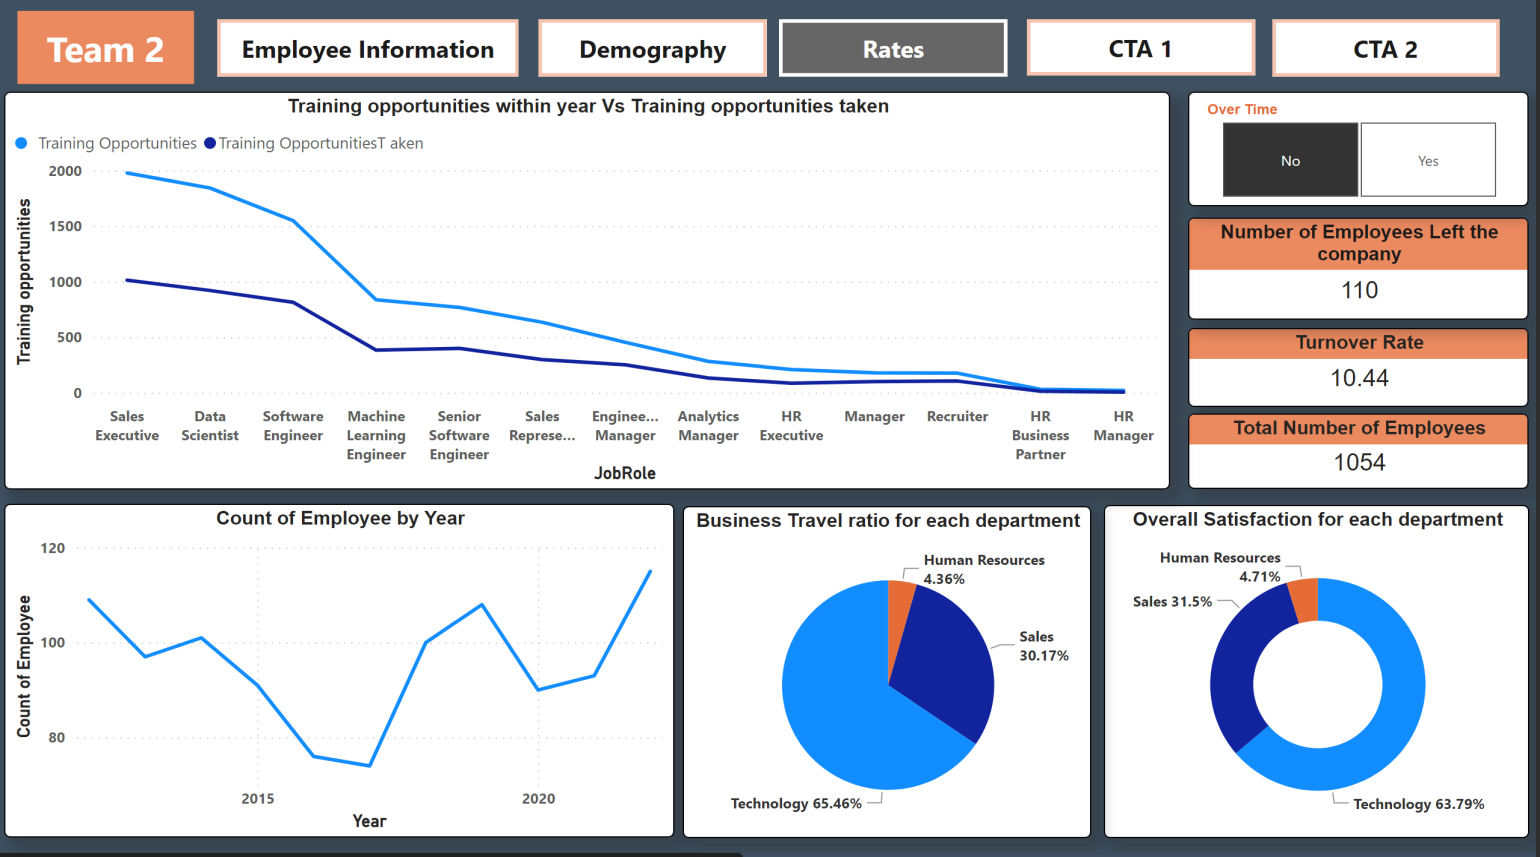 Team 2
Employee Information
Demography
Rates
CTA 1
CTA 2
Training opportunities within year Vs Training opportunities taken
Training Opportunities
Training OpportunitiesT aken
Training opportunities
2000
1500
1000
500
0
Sales
Executive
Data
Scientist
Software
Engineer
Machine
Learning
Engineer
Senior
Software
Engineer
Sales
Represe...
Enginee...
Manager
Analytics
Manager
HR
Executive
Manager
Recruiter
HR
Business
Partner
HR
Manager
JobRole
Over Time
No
Yes
Number of Employees Left the
company
110
Turnover Rate
10.44
Total Number of Employees
1054
Count of Employee by Year
Count of Employee
120
100
80
2015
2020
Year
Business Travel ratio for each department
Human Resources
4.36%
Sales
30.17%
Technology 65.46%
Overall Satisfaction for each department
Human Resources
4.71%
Sales 31.5%
Technology 63.79%